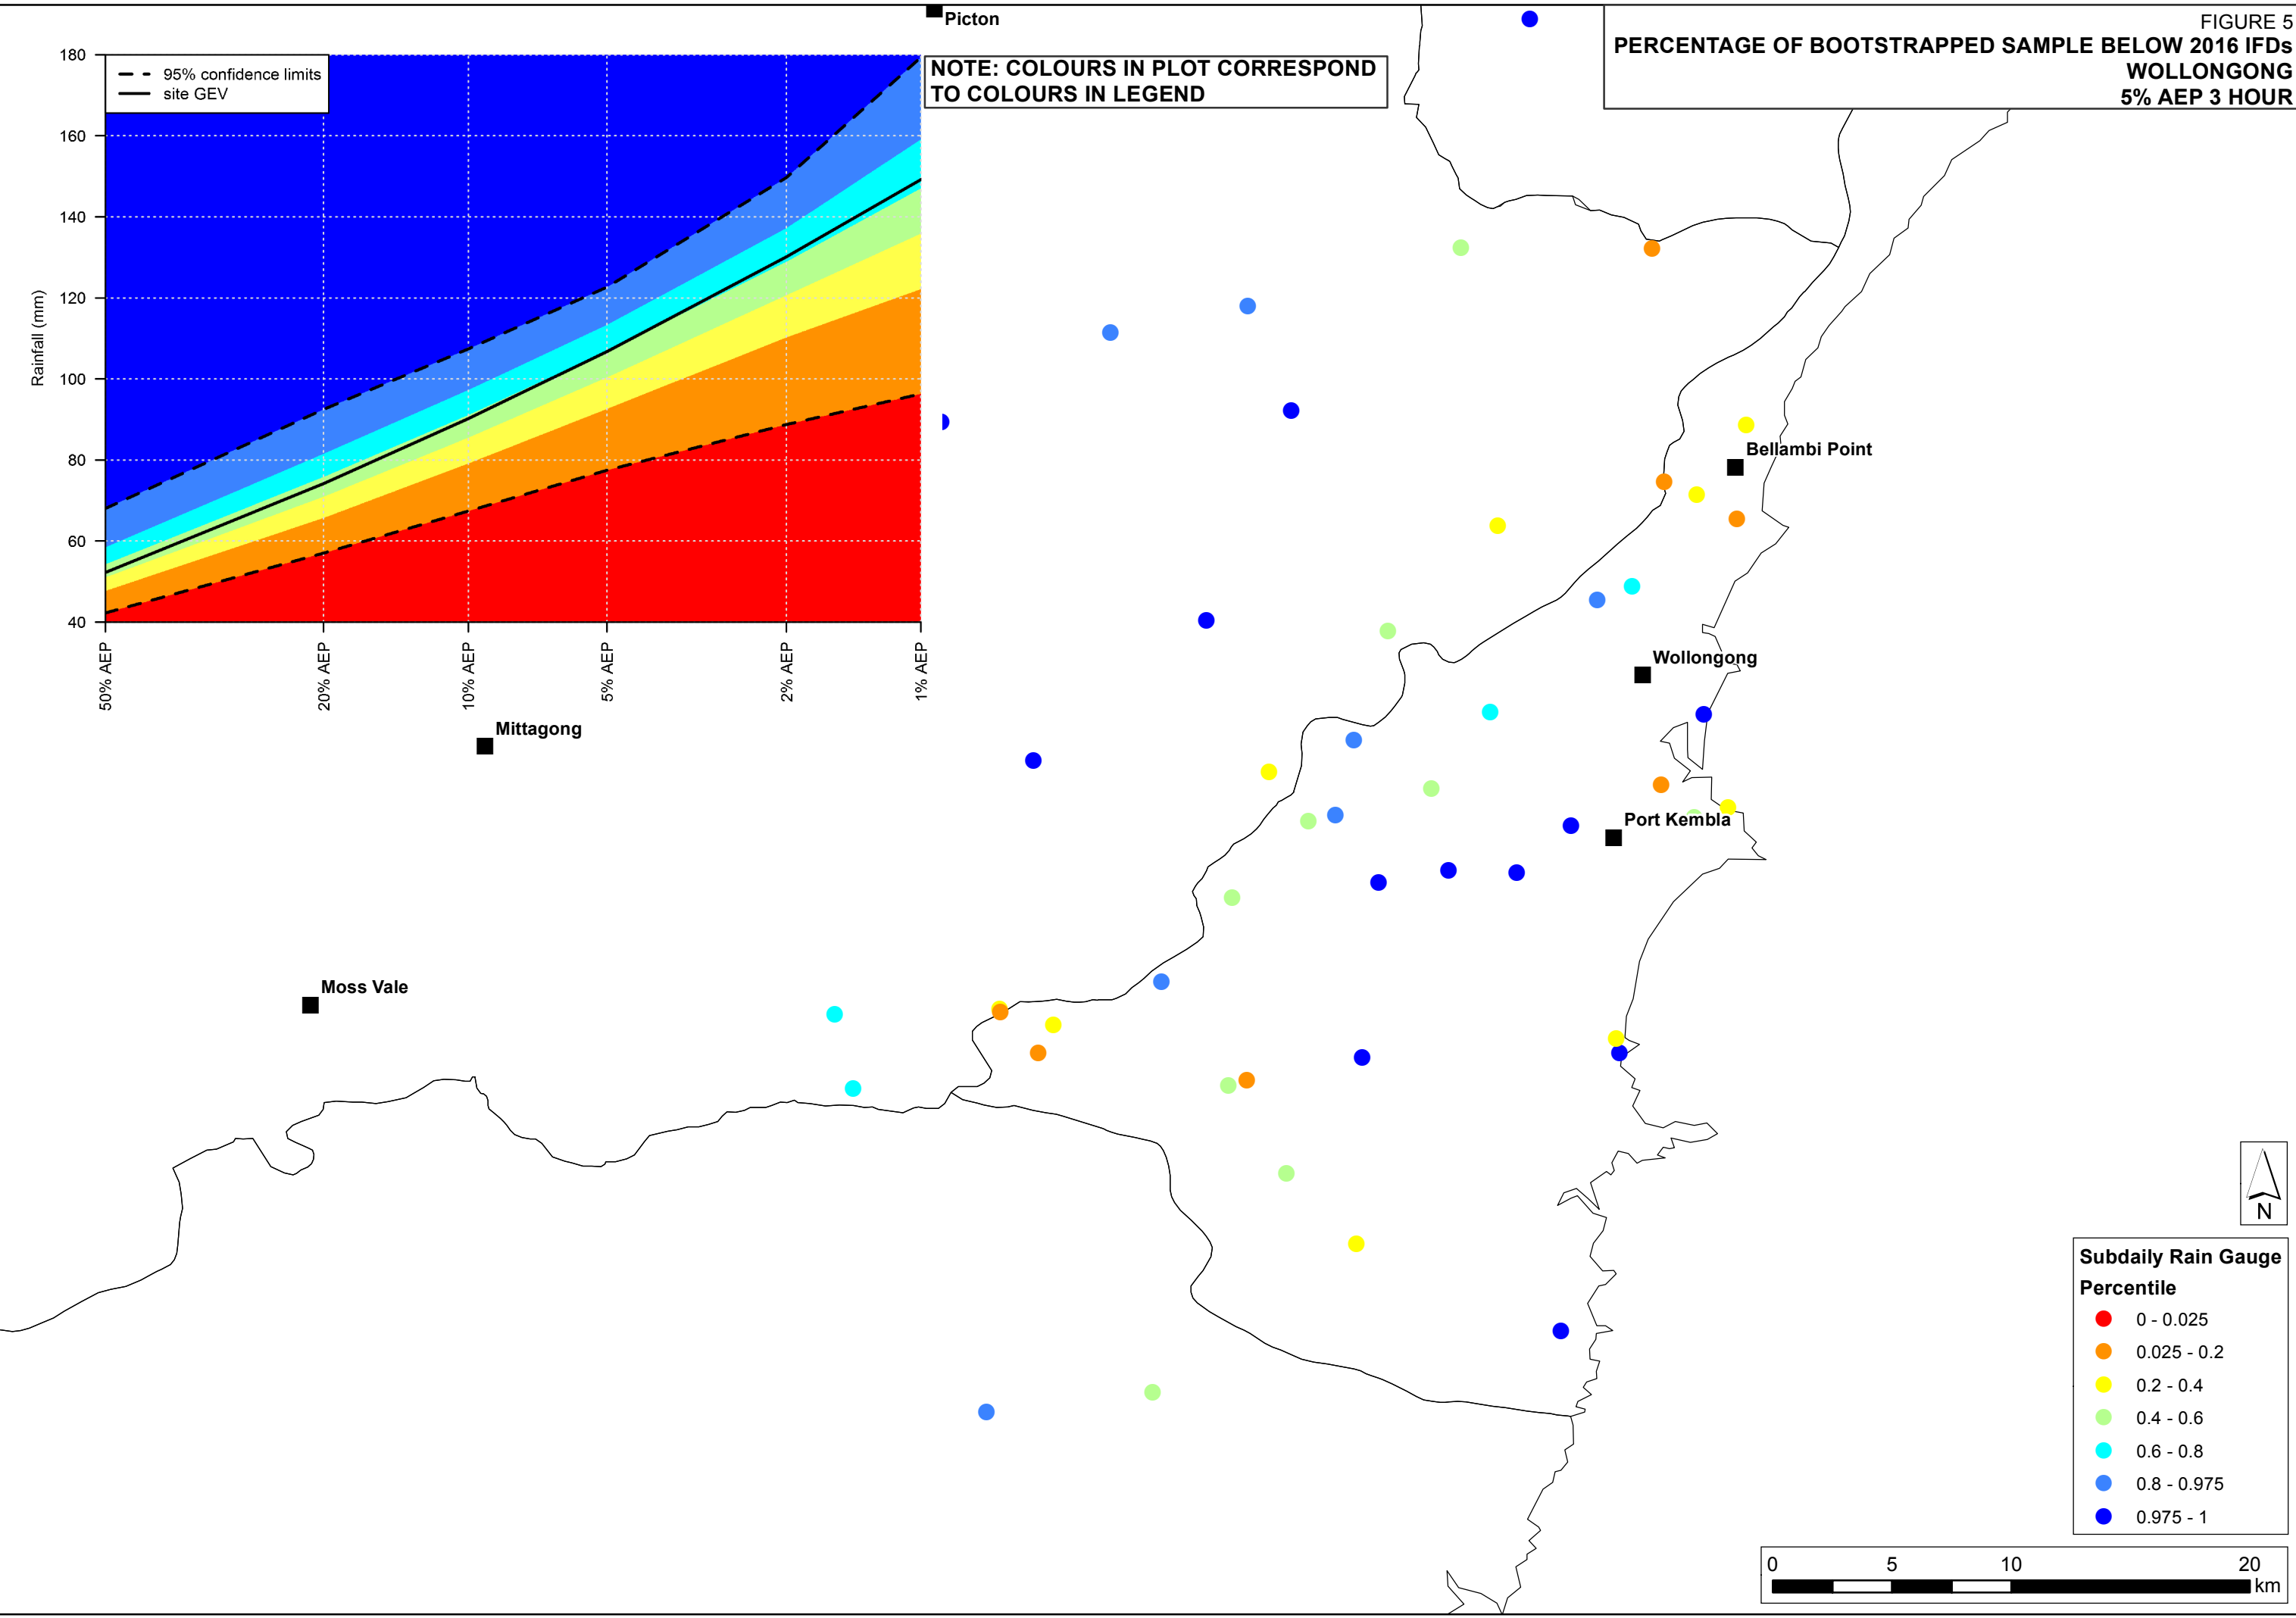 Picton
FIGURE 5
PERCENTAGE OF BOOTSTRAPPED SAMPLE BELOW 2016 IFDs
WOLLONGONG
5% AEP 3 HOUR
NOTE: COLOURS IN PLOT CORRESPOND
TO COLOURS IN LEGEND
95% confidence limits
site GEV
Rainfall (mm)
180
160
140
120
100
80
60
40
50% AEP
20% AEP
10% AEP
5% AEP
2% AEP
1% AEP
Bellambi Point
Wollongong
Mittagong
Port Kembla
Moss Vale
N
Subdaily Rain Gauge
Percentile
0 - 0.025
0.025 - 0.2
0.2 - 0.4
0.4 - 0.6
0.6 - 0.8
0.8 - 0.975
0.975 - 1
0 5 10 20
km